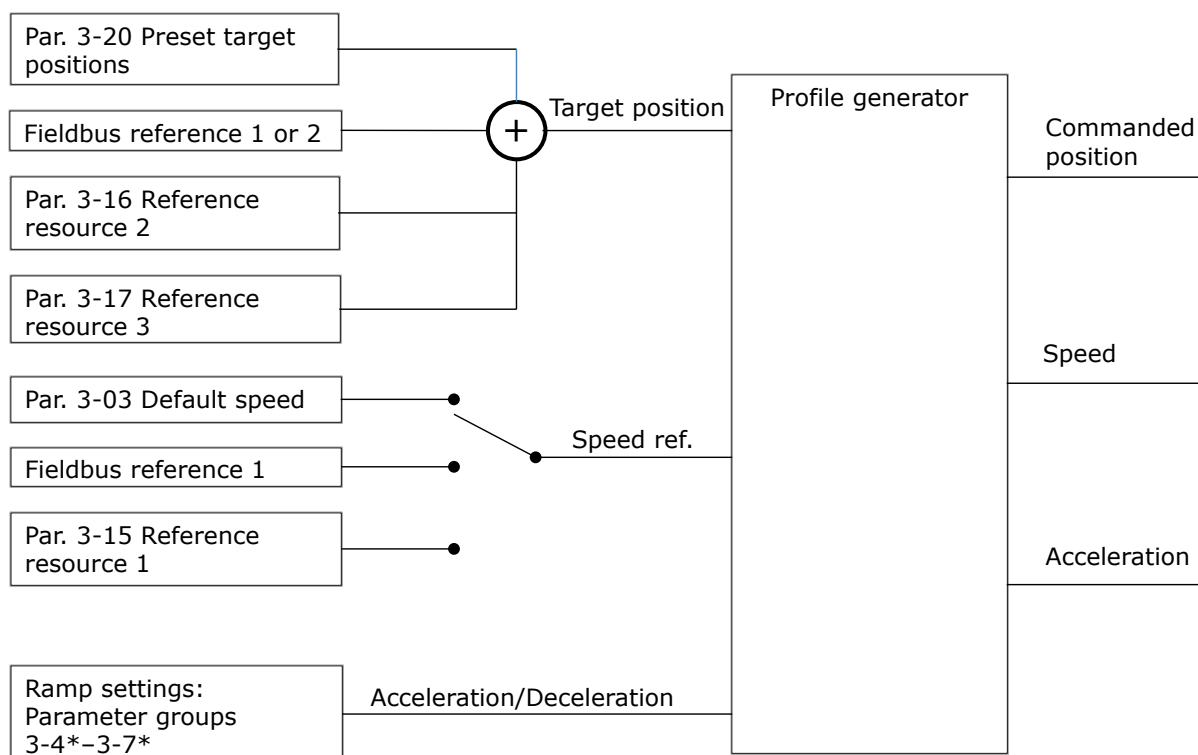 Par. 3-20 Preset target
positions
Fieldbus reference 1 or 2
+
Target position
Par. 3-16 Reference
resource 2
Par. 3-17 Reference
resource 3
Par. 3-03 Default speed
Fieldbus reference 1
Speed ref.
Par. 3-15 Reference
resource 1
Ramp settings:
Parameter groups
3-4*–3-7*
Acceleration/Deceleration
Profile generator
Commanded
position
Speed
Acceleration